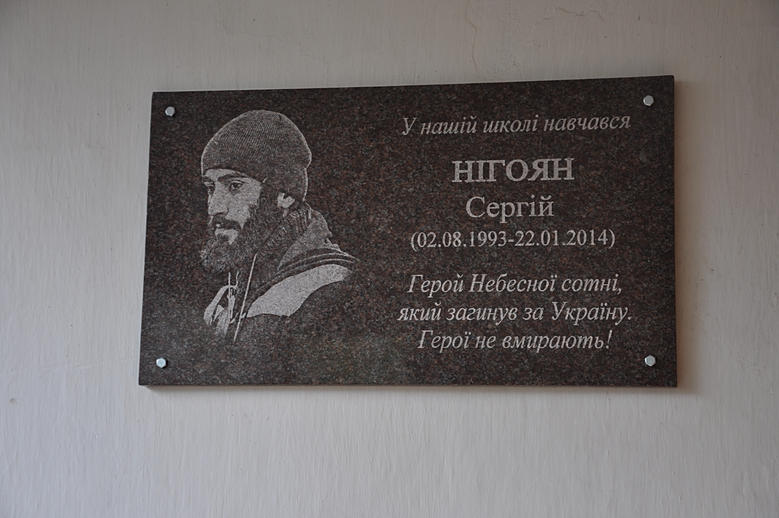 У нашій школі навчався
НІГОЯН
Сергій
(02.08.1993-22.01.2014)
Герой Небесної сотні,
який загинув за Україну.
Герої не вмирають!